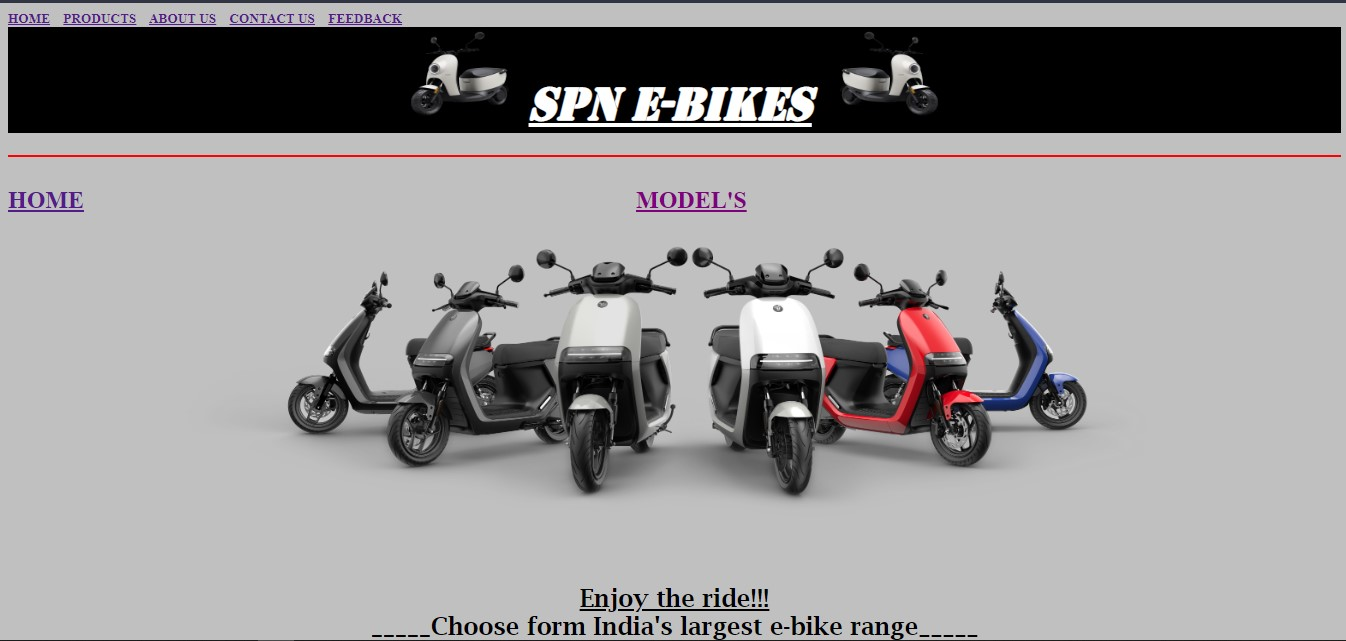 HOME PRODUCTS ABOUT US CONTACT US FEEDBACK
SPN E-BIKES
HOME MODEL'S
Enjoy the ride!!!
_____Choose form India's largest e-bike range_____